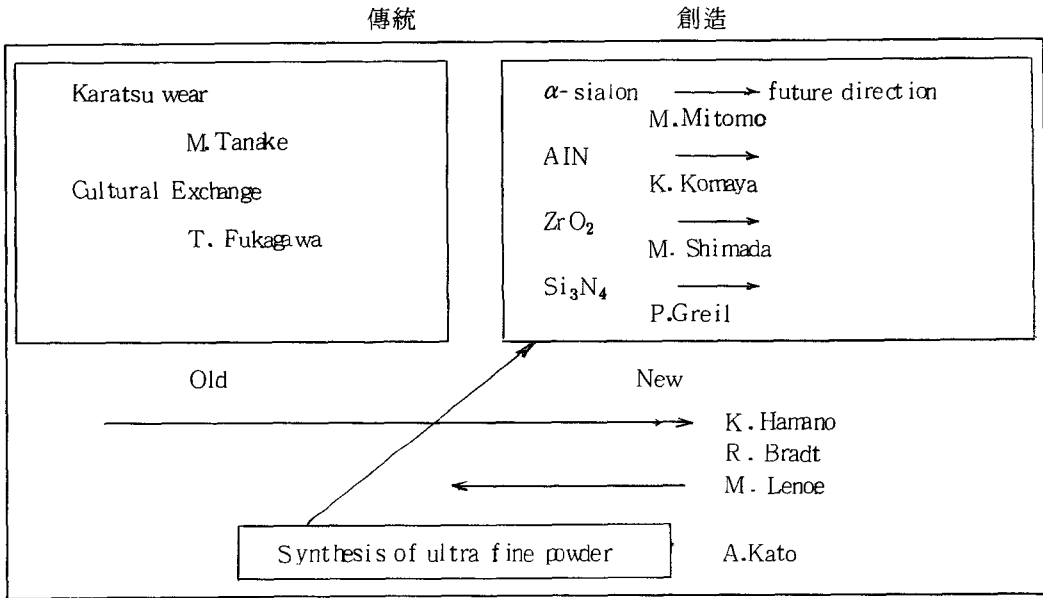 傳統 創造
Karatsu wear
M. Tanake
Cultural Exchange
T. Fukagawa
α-sialon future direction
M. Mitomo
AlN
K. Komaya
ZrO₂
M. Shimada
Si₃N₄
P. Greil
Old New
K. Hamano
R. Bradt
M. Lenoe
Synthesis of ultra fine powder A. Kato